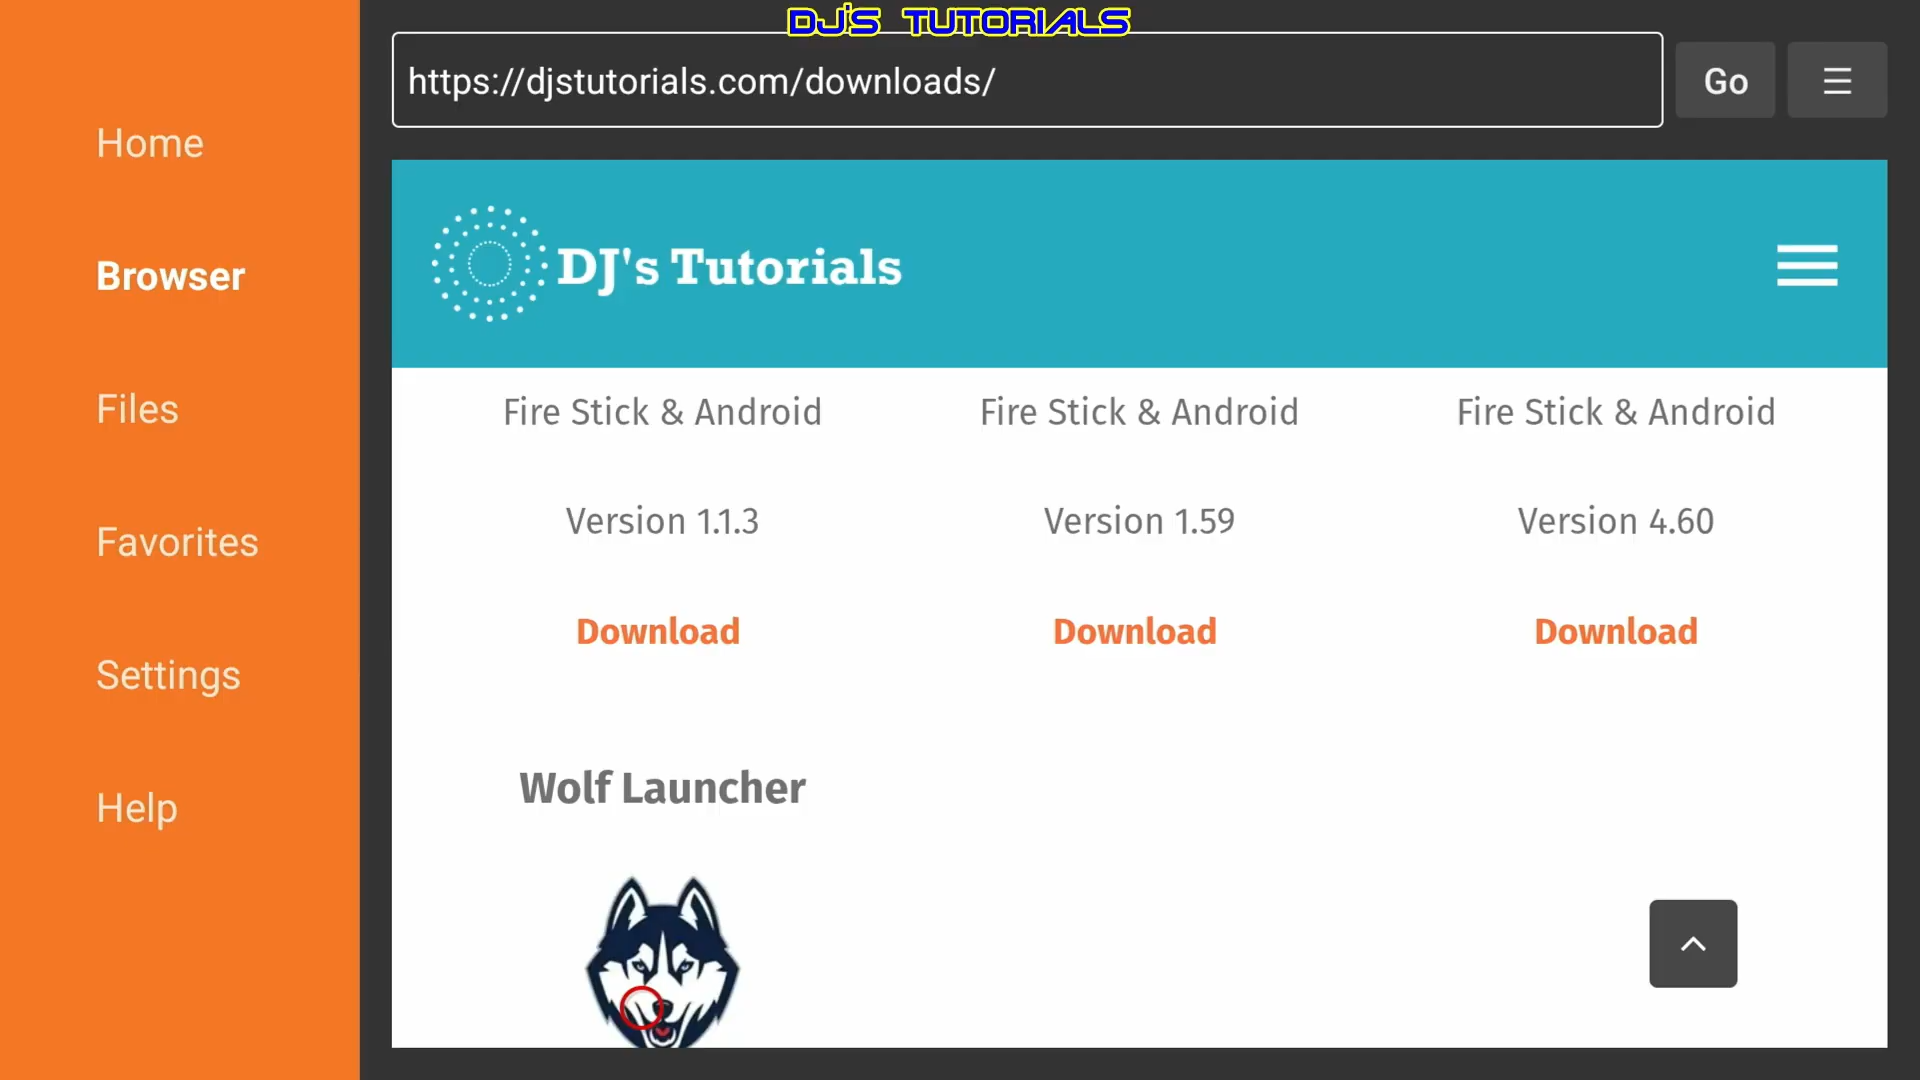 DJ'S TUTORIALS
https://djstutorials.com/downloads/
Go
Home
Browser
Files
Favorites
Settings
Help
DJ's Tutorials
Fire Stick & Android
Fire Stick & Android
Fire Stick & Android
Version 1.1.3
Version 1.59
Version 4.60
Download
Download
Download
Wolf Launcher